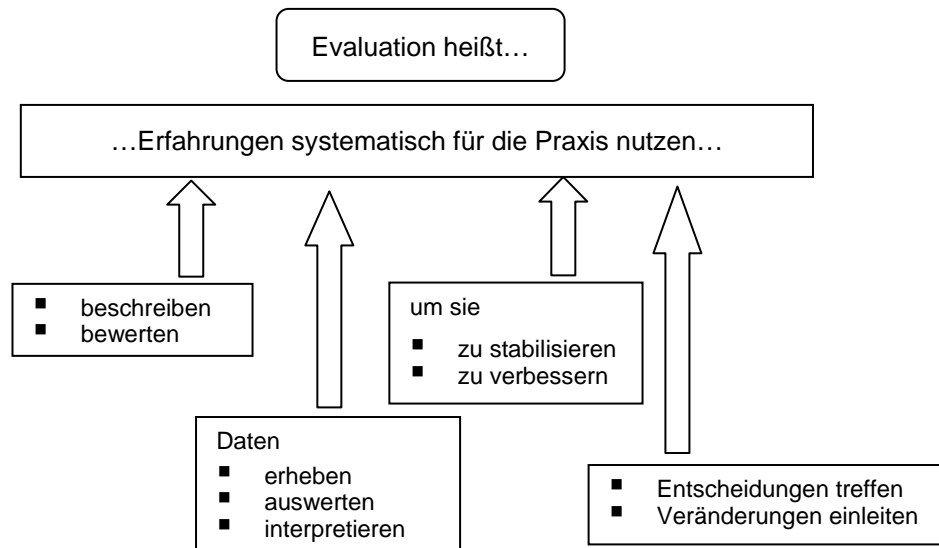 Evaluation heißt…
…Erfahrungen systematisch für die Praxis nutzen…
▪ beschreiben
▪ bewerten
um sie
▪ zu stabilisieren
▪ zu verbessern
Daten
▪ erheben
▪ auswerten
▪ interpretieren
▪ Entscheidungen treffen
▪ Veränderungen einleiten